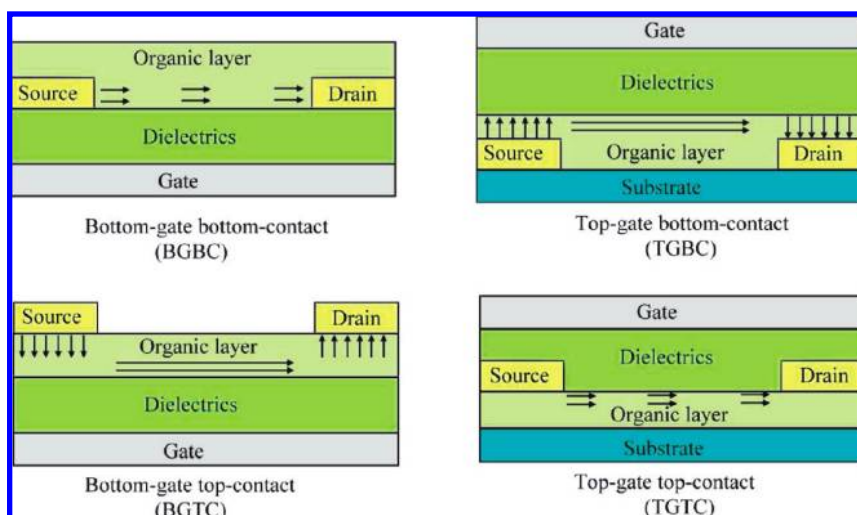 Organic layer
Source
Drain
Dielectrics
Gate
Bottom-gate bottom-contact
(BGBC)
Gate
Dielectrics
Source
Organic layer
Drain
Substrate
Top-gate bottom-contact
(TGBC)
Source
Drain
Organic layer
Dielectrics
Gate
Bottom-gate top-contact
(BGTC)
Gate
Dielectrics
Source
Drain
Organic layer
Substrate
Top-gate top-contact
(TGTC)